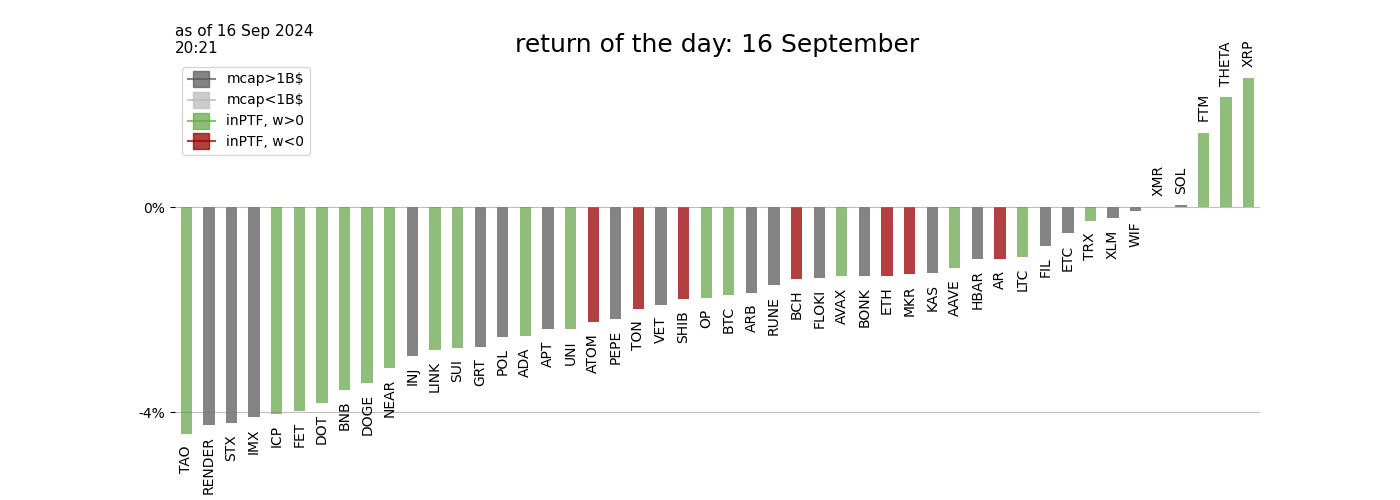 as of 16 Sep 2024
20:21
return of the day: 16 September
mcap>1B$
mcap<1B$
inPTF, w>0
inPTF, w<0
0%
-4%
TAO
RENDER
STX
IMX
ICP
FET
DOT
BNB
DOGE
NEAR
INJ
LINK
SUI
GRT
POL
ADA
APT
UNI
ATOM
PEPE
TON
VET
SHIB
OP
BTC
ARB
RUNE
BCH
FLOKI
AVAX
BONK
ETH
MKR
KAS
AAVE
HBAR
AR
LTC
FIL
ETC
TRX
XLM
WIF
XMR
SOL
FTM
THETA
XRP